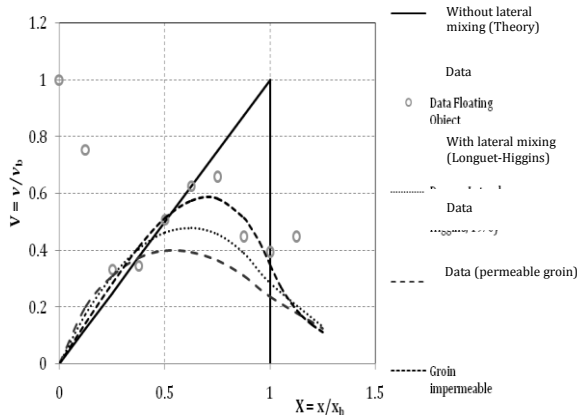 1.2
1
0.8
0.6
0.4
0.2
0
0
0.5
1
1.5
V = v/vb
X = x/xb
Without lateral
mixing (Theory)
Data
Data Floating
Object
With lateral mixing
(Longuet-Higgins)
Data
Data (permeable groin)
Groin
impermeable